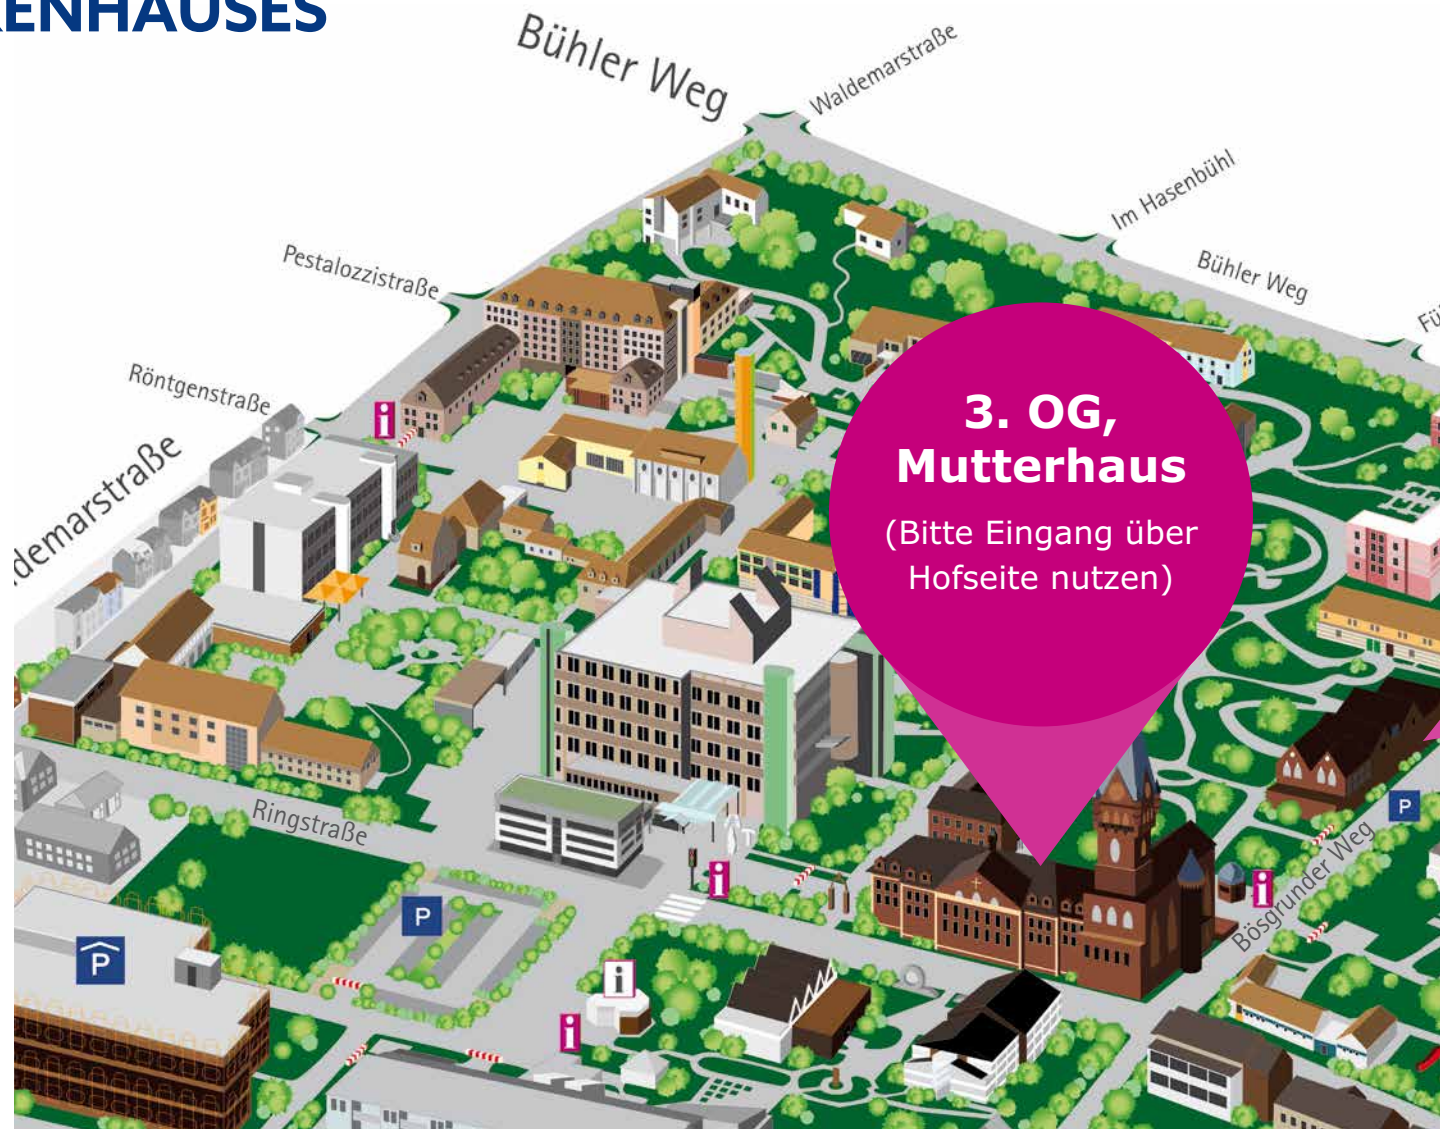 RENHAUSES
Bühler Weg
Waldemarstraße
Im Hasenbühl
Bühler Weg
Pestalozzistraße
Röntgenstraße
demarstraße
3. OG,
Mutterhaus
(Bitte Eingang über
Hofseite nutzen)
i
P
Ringstraße
i
P
i
Bösgrunder Weg
P
i
i